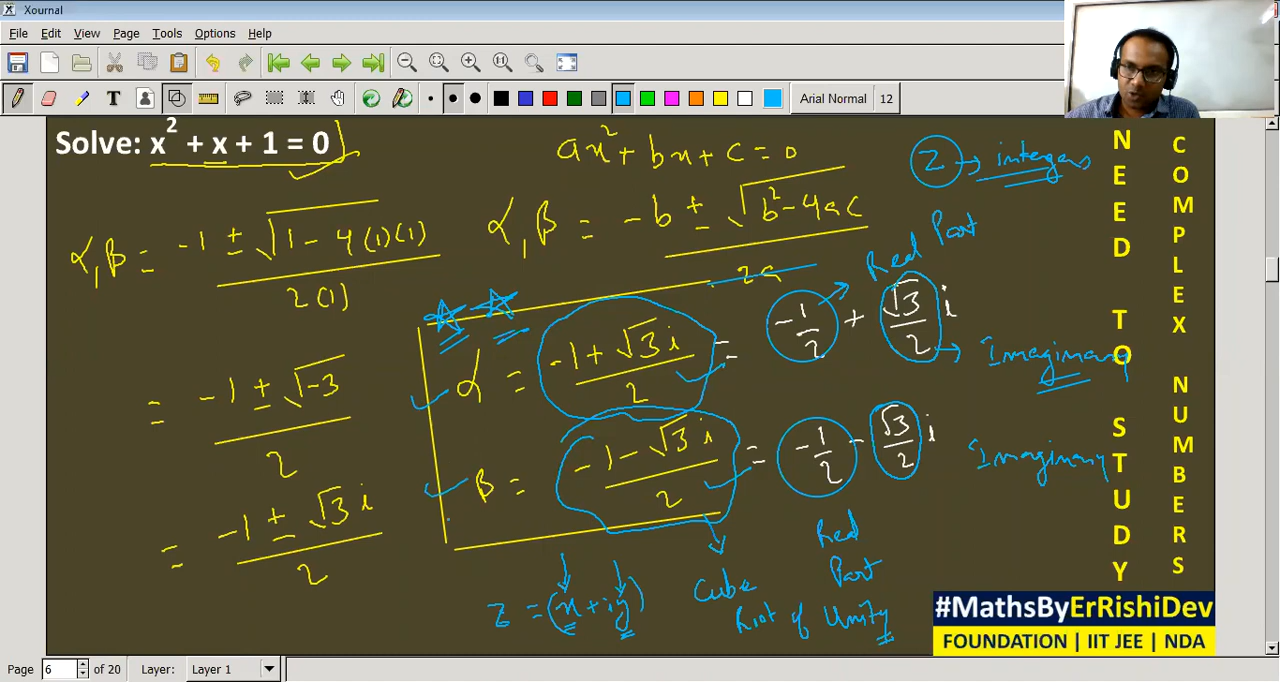 Xournal
File Edit View Page Tools Options Help
Arial Normal 12
Solve: x² + x + 1 = 0
ax² + bx + c = 0
Z → integers
α, β = -1 ± √1 - 4(1)(1) / 2(1)
α, β = -b ± √b² - 4ac / 2a
Real Part
α = -1 + √3 i / 2 = -1/2 + √3/2 i
Imaginary
= -1 ± √-3 / 2
β = -1 - √3 i / 2 = -1/2 - √3/2 i
Imaginary
= -1 ± √3 i / 2
Real
Part
z = (x + iy)
Cube
Root of Unity
NEED TO STUDY
COMPLEX NUMBERS
#MathsByErRishiDev
FOUNDATION | IIT JEE | NDA
Page 6 of 20 Layer: Layer 1